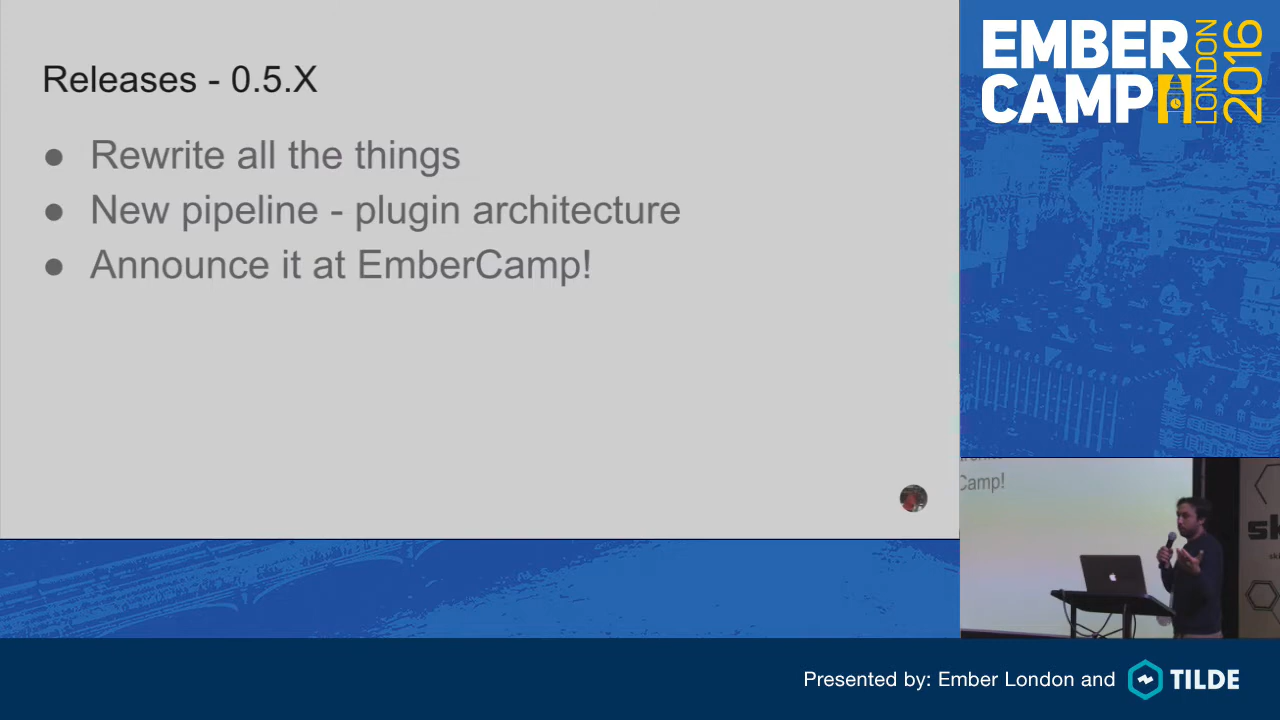 Releases - 0.5.X
● Rewrite all the things
● New pipeline - plugin architecture
● Announce it at EmberCamp!
EMBER
CAMP
LONDON
2016
Camp!
sk
Presented by: Ember London and TILDE